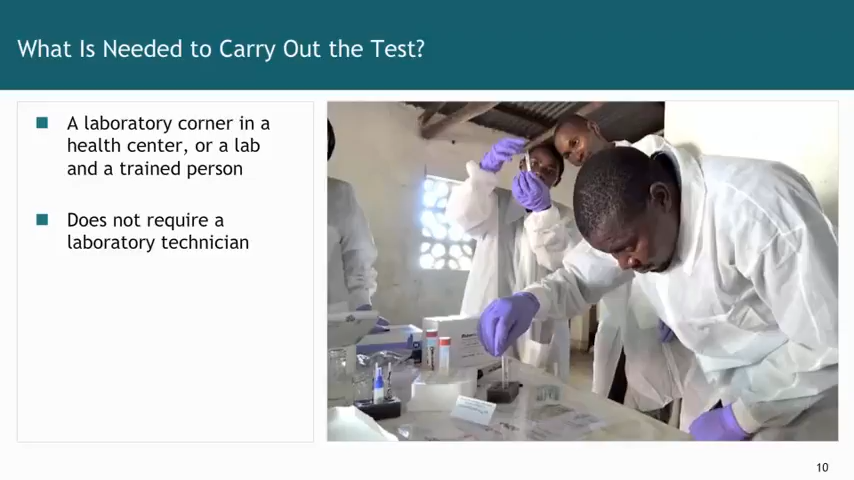 What Is Needed to Carry Out the Test?
A laboratory corner in a
health center, or a lab
and a trained person
Does not require a
laboratory technician
10